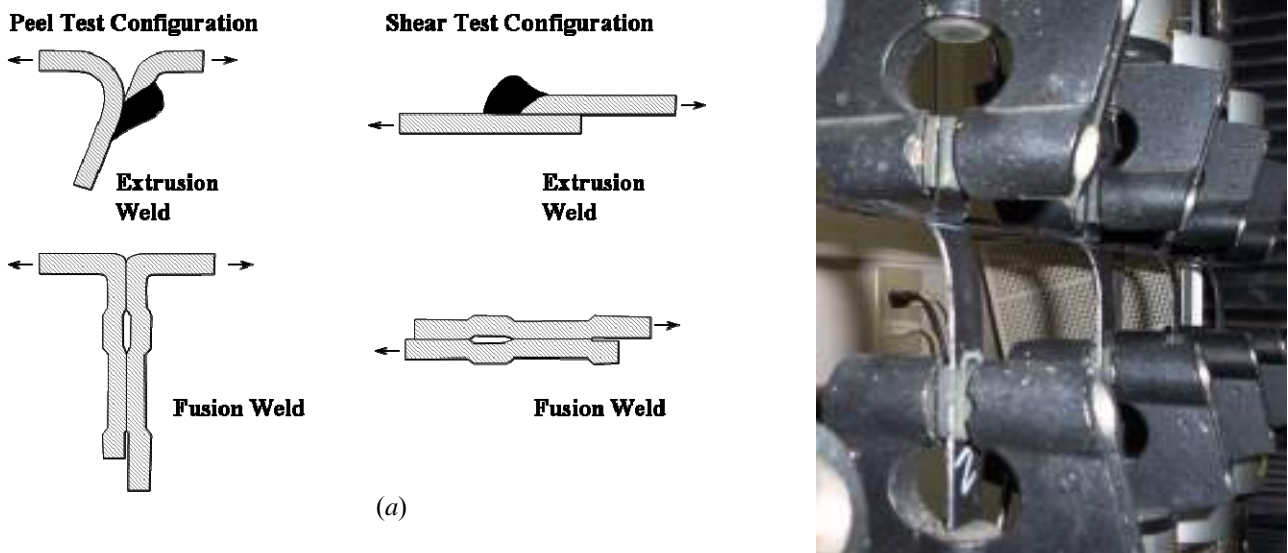 Peel Test Configuration
Shear Test Configuration
Extrusion
Weld
Extrusion
Weld
Fusion Weld
Fusion Weld
(a)